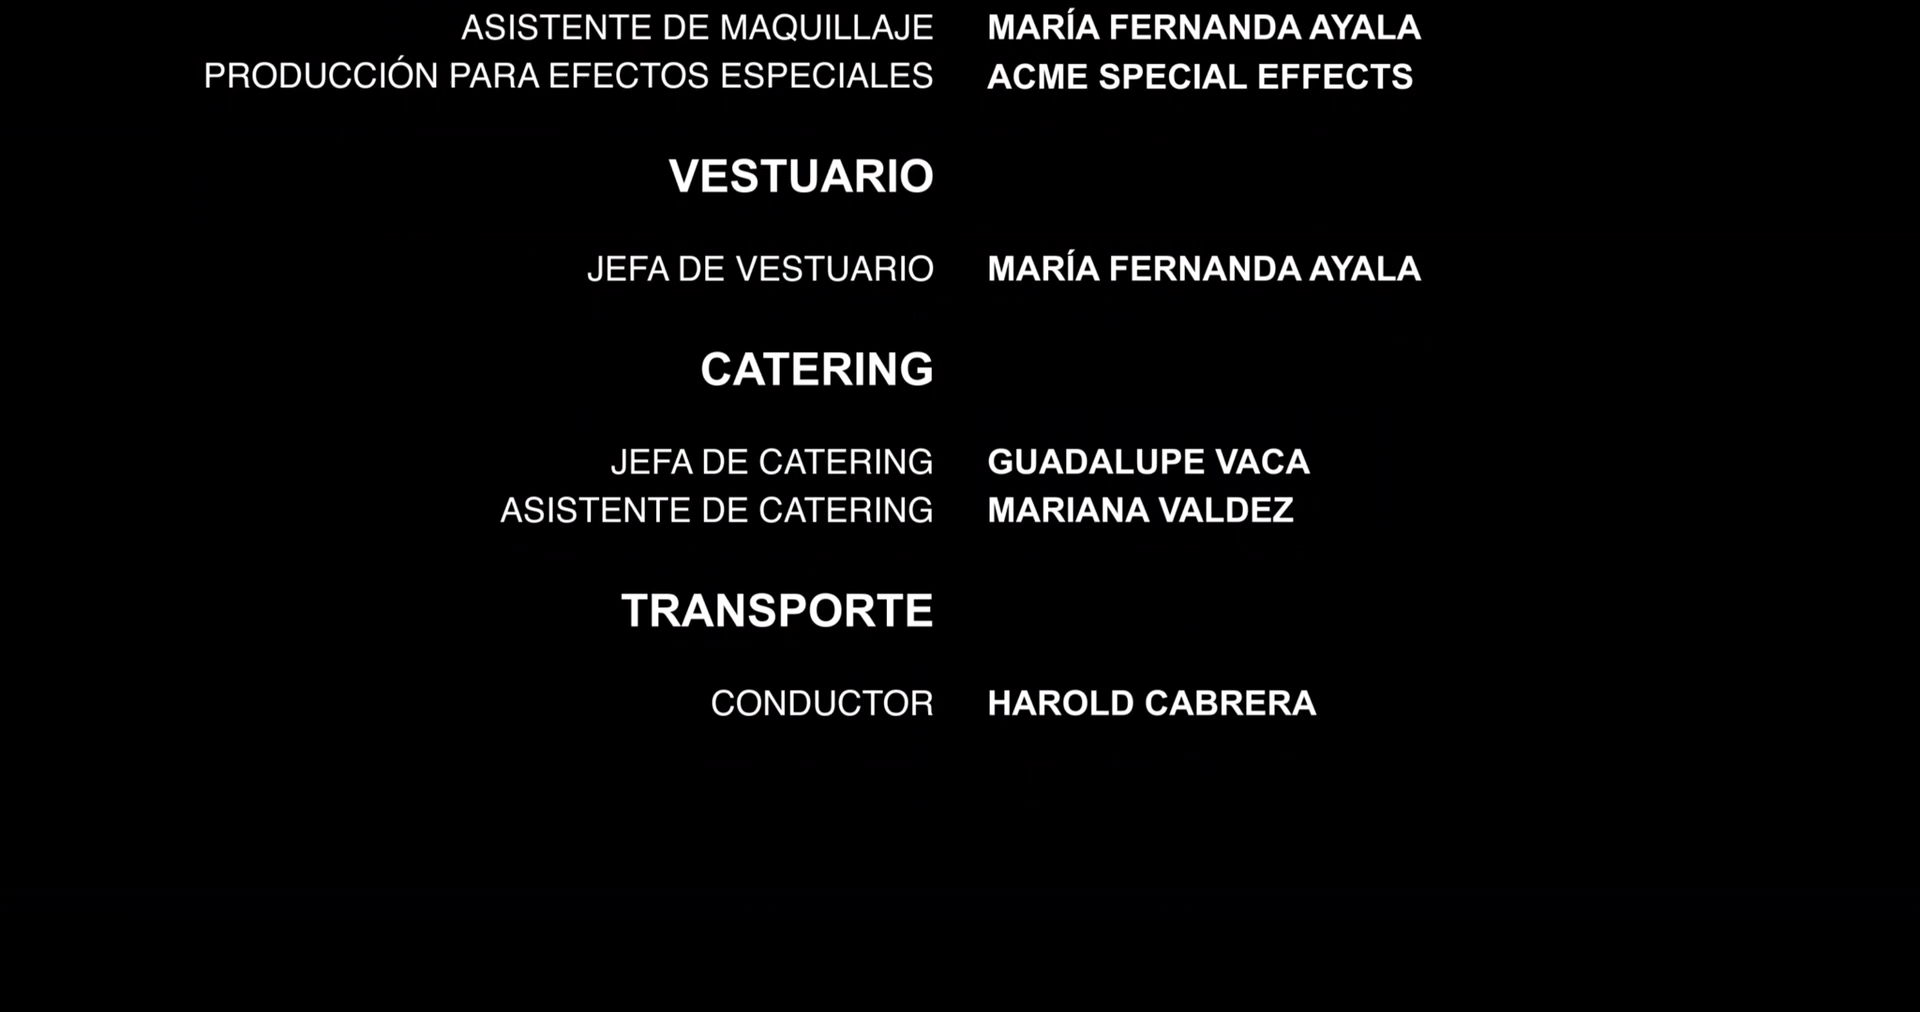 ASISTENTE DE MAQUILLAJE MARÍA FERNANDA AYALA
PRODUCCIÓN PARA EFECTOS ESPECIALES ACME SPECIAL EFFECTS
VESTUARIO
JEFA DE VESTUARIO MARÍA FERNANDA AYALA
CATERING
JEFA DE CATERING GUADALUPE VACA
ASISTENTE DE CATERING MARIANA VALDEZ
TRANSPORTE
CONDUCTOR HAROLD CABRERA